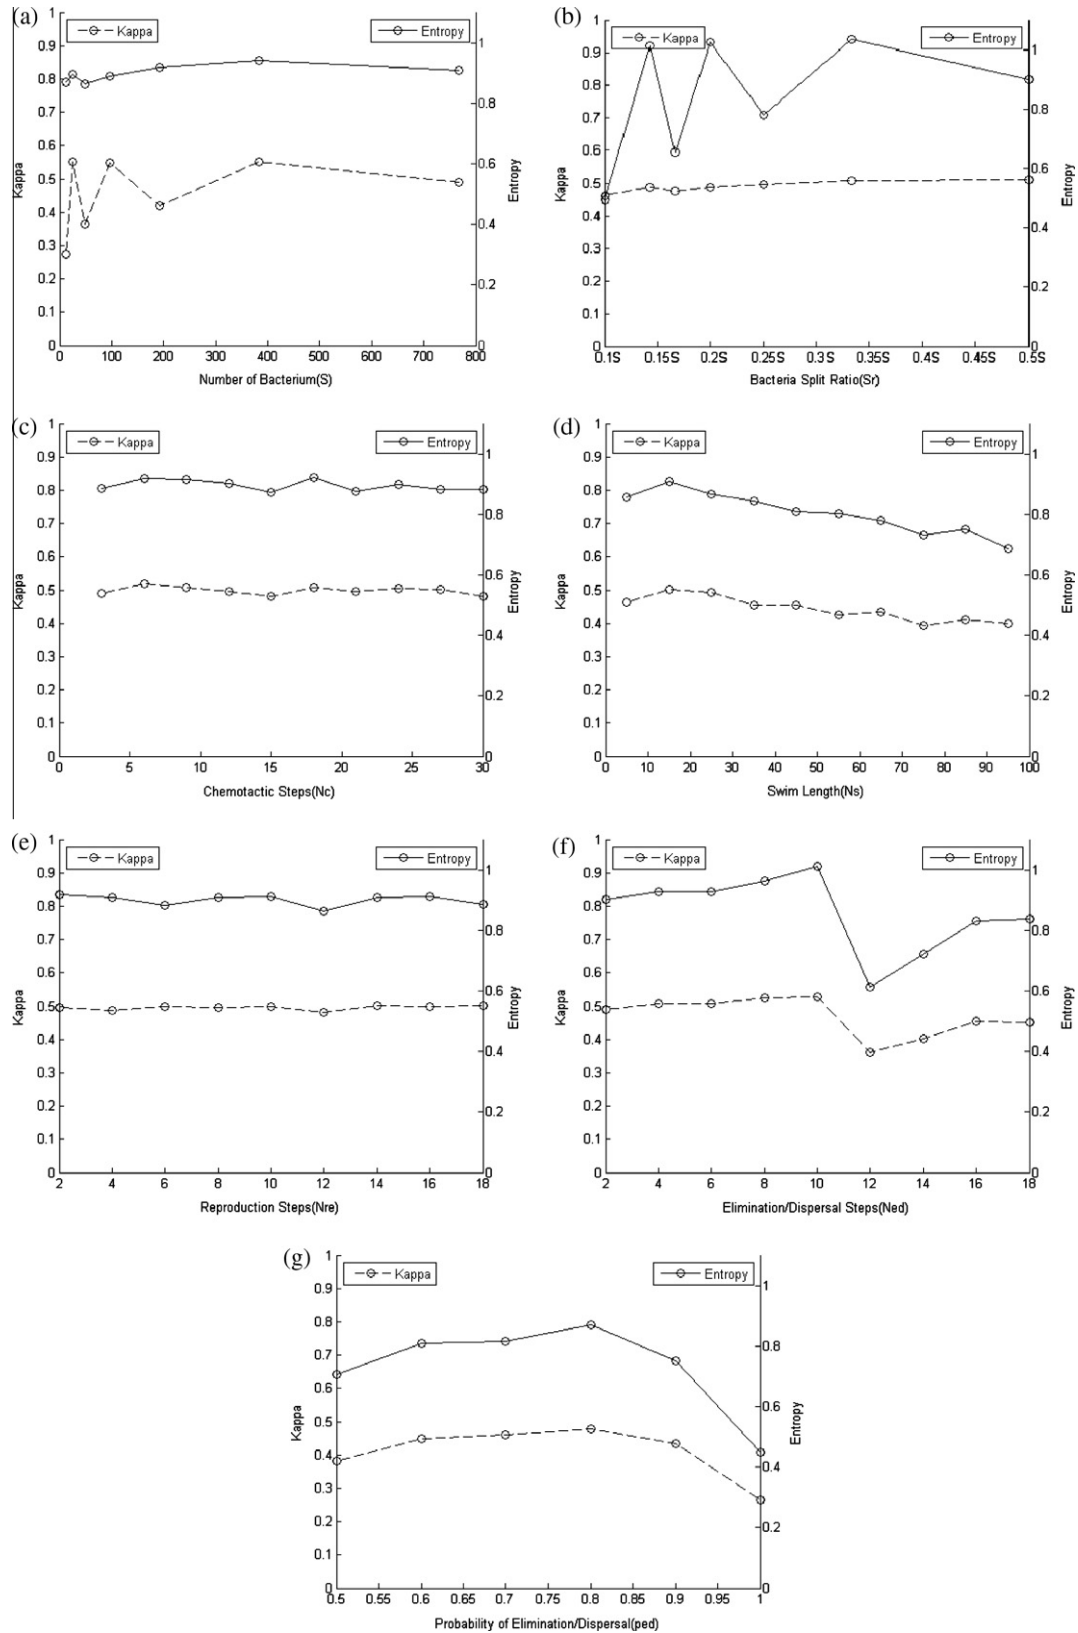 (a)
Kappa
Entropy
1
0.9
0.8
0.7
0.6
0.5
0.4
0.3
0.2
0.1
0
Kappa
1
0.8
0.6
0.4
0.2
0
Entropy
0 100 200 300 400 500 600 700 800
Number of Bacterium(S)
(b)
Kappa
Entropy
1
0.9
0.8
0.7
0.6
0.5
0.4
0.3
0.2
0.1
0
Kappa
1
0.8
0.6
0.4
0.2
0
Entropy
0.1S 0.15S 0.2S 0.25S 0.3S 0.35S 0.4S 0.45S 0.5S
Bacteria Split Ratio(Sr)
(c)
Kappa
Entropy
1
0.9
0.8
0.7
0.6
0.5
0.4
0.3
0.2
0.1
0
Kappa
1
0.8
0.6
0.4
0.2
0
Entropy
0 5 10 15 20 25 30
Chemotactic Steps(Nc)
(d)
Kappa
Entropy
1
0.9
0.8
0.7
0.6
0.5
0.4
0.3
0.2
0.1
0
Kappa
1
0.8
0.6
0.4
0.2
0
Entropy
0 10 20 30 40 50 60 70 80 90 100
Swim Length(Ns)
(e)
Kappa
Entropy
1
0.9
0.8
0.7
0.6
0.5
0.4
0.3
0.2
0.1
0
Kappa
1
0.8
0.6
0.4
0.2
0
Entropy
2 4 6 8 10 12 14 16 18
Reproduction Steps(Nre)
(f)
Kappa
Entropy
1
0.9
0.8
0.7
0.6
0.5
0.4
0.3
0.2
0.1
0
Kappa
1
0.8
0.6
0.4
0.2
0
Entropy
2 4 6 8 10 12 14 16 18
Elimination/Dispersal Steps(Ned)
(g)
Kappa
Entropy
1
0.9
0.8
0.7
0.6
0.5
0.4
0.3
0.2
0.1
0
Kappa
1
0.8
0.6
0.4
0.2
0
Entropy
0.5 0.55 0.6 0.65 0.7 0.75 0.8 0.85 0.9 0.95 1
Probability of Elimination/Dispersal(ped)